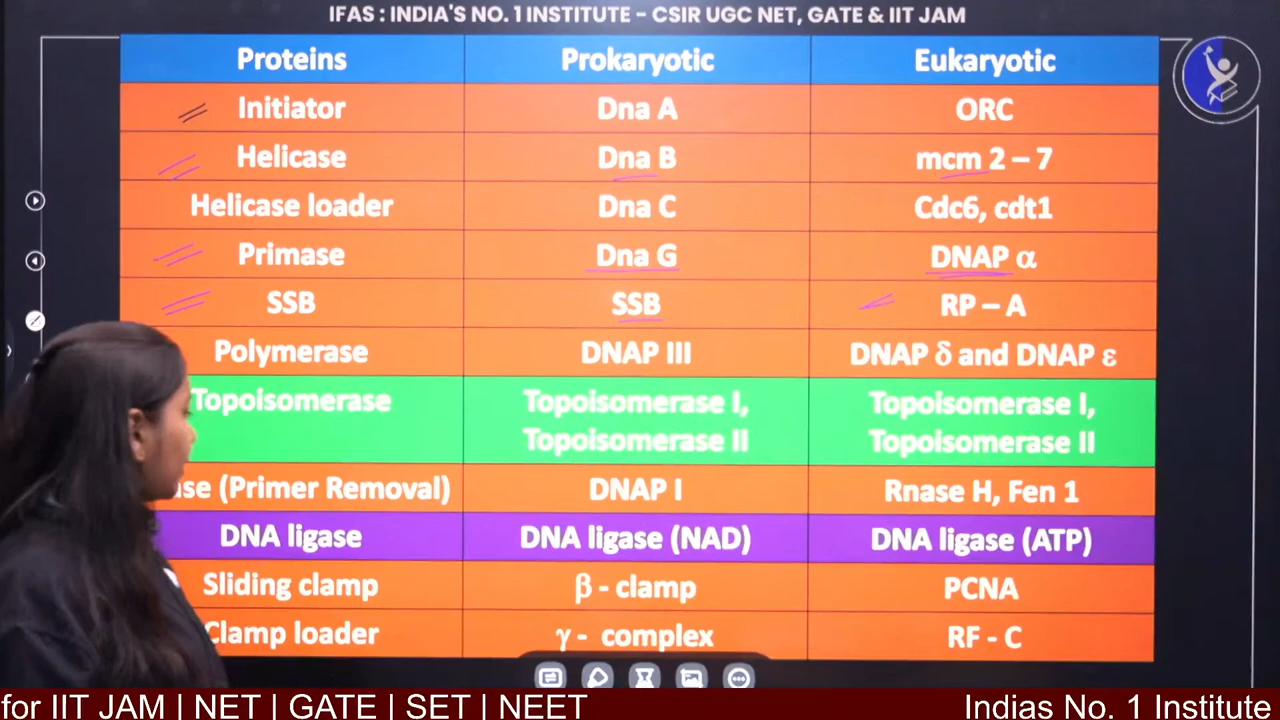 IFAS : INDIA'S NO. 1 INSTITUTE - CSIR UGC NET, GATE & IIT JAM
Proteins Prokaryotic Eukaryotic
Initiator Dna A ORC
Helicase Dna B mcm 2 – 7
Helicase loader Dna C Cdc6, cdt1
Primase Dna G DNAP α
SSB SSB RP – A
Polymerase DNAP III DNAP δ and DNAP ε
Topoisomerase Topoisomerase I, Topoisomerase I,
Topoisomerase II Topoisomerase II
(Primer Removal) DNAP I Rnase H, Fen 1
DNA ligase DNA ligase (NAD) DNA ligase (ATP)
Sliding clamp β - clamp PCNA
Clamp loader γ - complex RF - C
for IIT JAM | NET | GATE | SET | NEET Indias No. 1 Institute